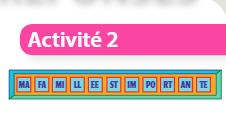 Activité 2
MA FA MI LL EE ST IM PO RT AN TE